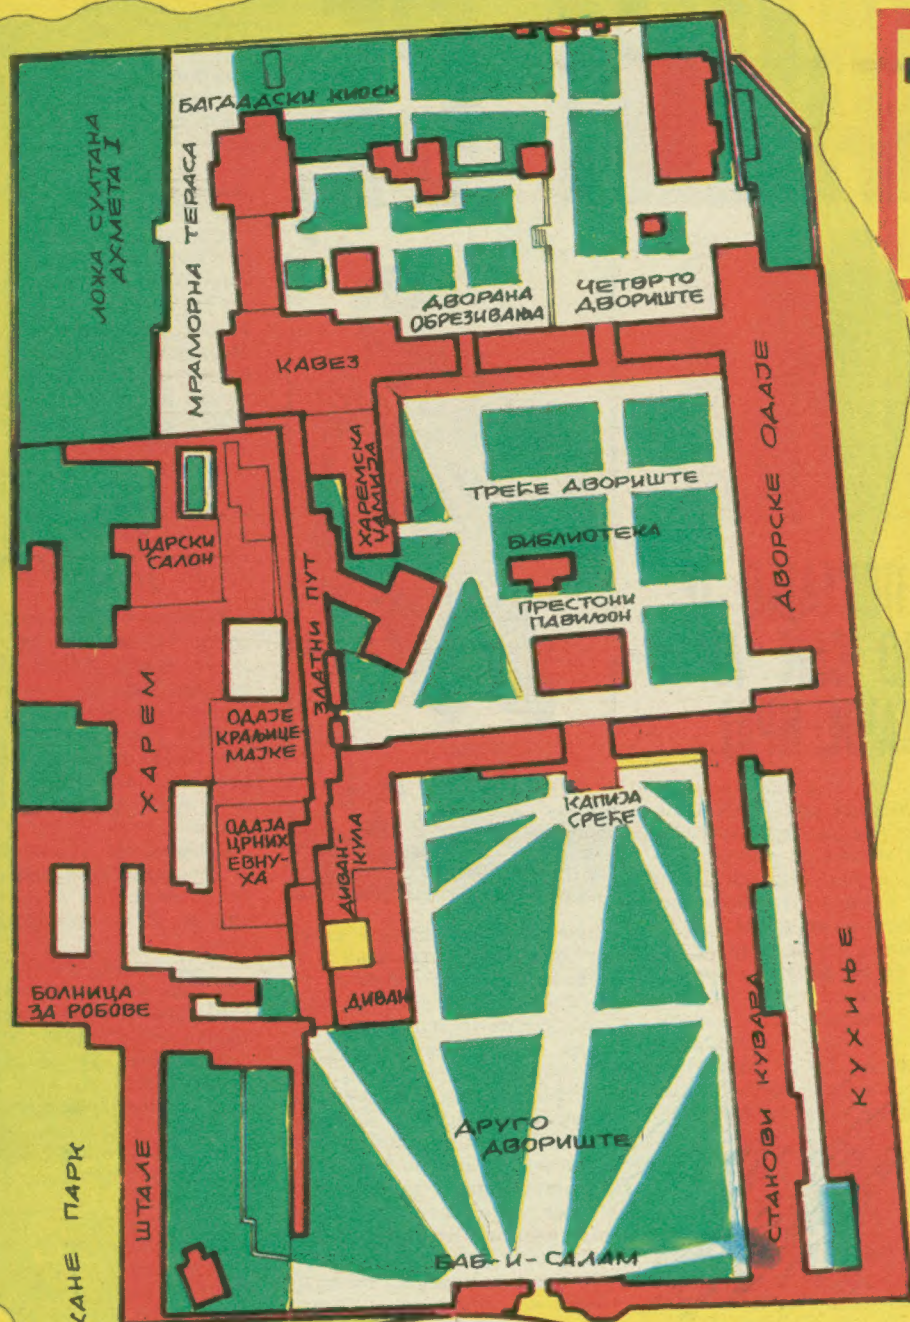 БАГДАДСКИ КИОСК
ЛОЖА СУЛТАНА
АХМЕТА I
МРАМОРНА ТЕРАСА
ДВОРАНА
ОБРЕЗИВАЊА
ЧЕТВРТО
ДВОРИШТЕ
КАВЕЗ
ХАРЕМСКА
ЏАМИЈА
ТРЕЋЕ ДВОРИШТЕ
БИБЛИОТЕКА
ПРЕСТОНИ
ПАВИЉОН
ДВОРСКЕ ОДАЈЕ
ЦАРСКИ
САЛОН
ЗЛАТНИ ПУТ
ХАРЕМ
ОДАЈЕ
КРАЉИЦЕ
МАЈКЕ
ОДАЈА
ЦРНИХ
ЕВНУ-
ХА
ДИВАН-
КУЛА
КАПИЈА
СРЕЋЕ
ДИВАН
БОЛНИЦА
ЗА РОБОВЕ
СТАНОВИ КУВАРА
КУХИЊЕ
ДРУГО
ДВОРИШТЕ
ШТАЛЕ
ПАРК
БАБ-И-САЛАМ